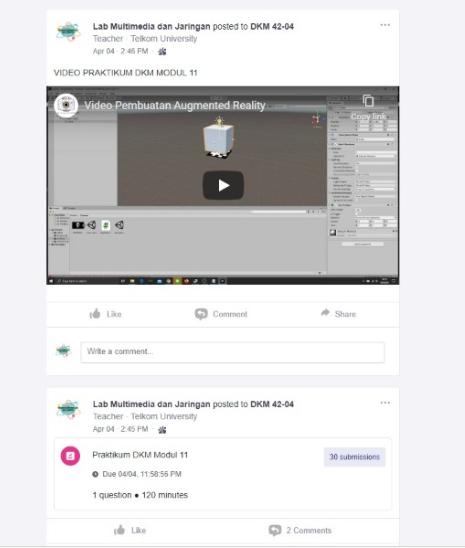 Lab Multimedia dan Jaringan posted to DKM 42-04
Teacher · Telkom University
Apr 04 · 2:46 PM ·
VIDEO PRAKTIKUM DKM MODUL 11
Video Pembuatan Augmented Reality
Copy link
Like
Comment
Share
Write a comment...
Lab Multimedia dan Jaringan posted to DKM 42-04
Teacher · Telkom University
Apr 04 · 2:45 PM ·
Praktikum DKM Modul 11
30 submissions
Due 04/04, 11:58:56 PM
1 question ● 120 minutes
Like
2 Comments